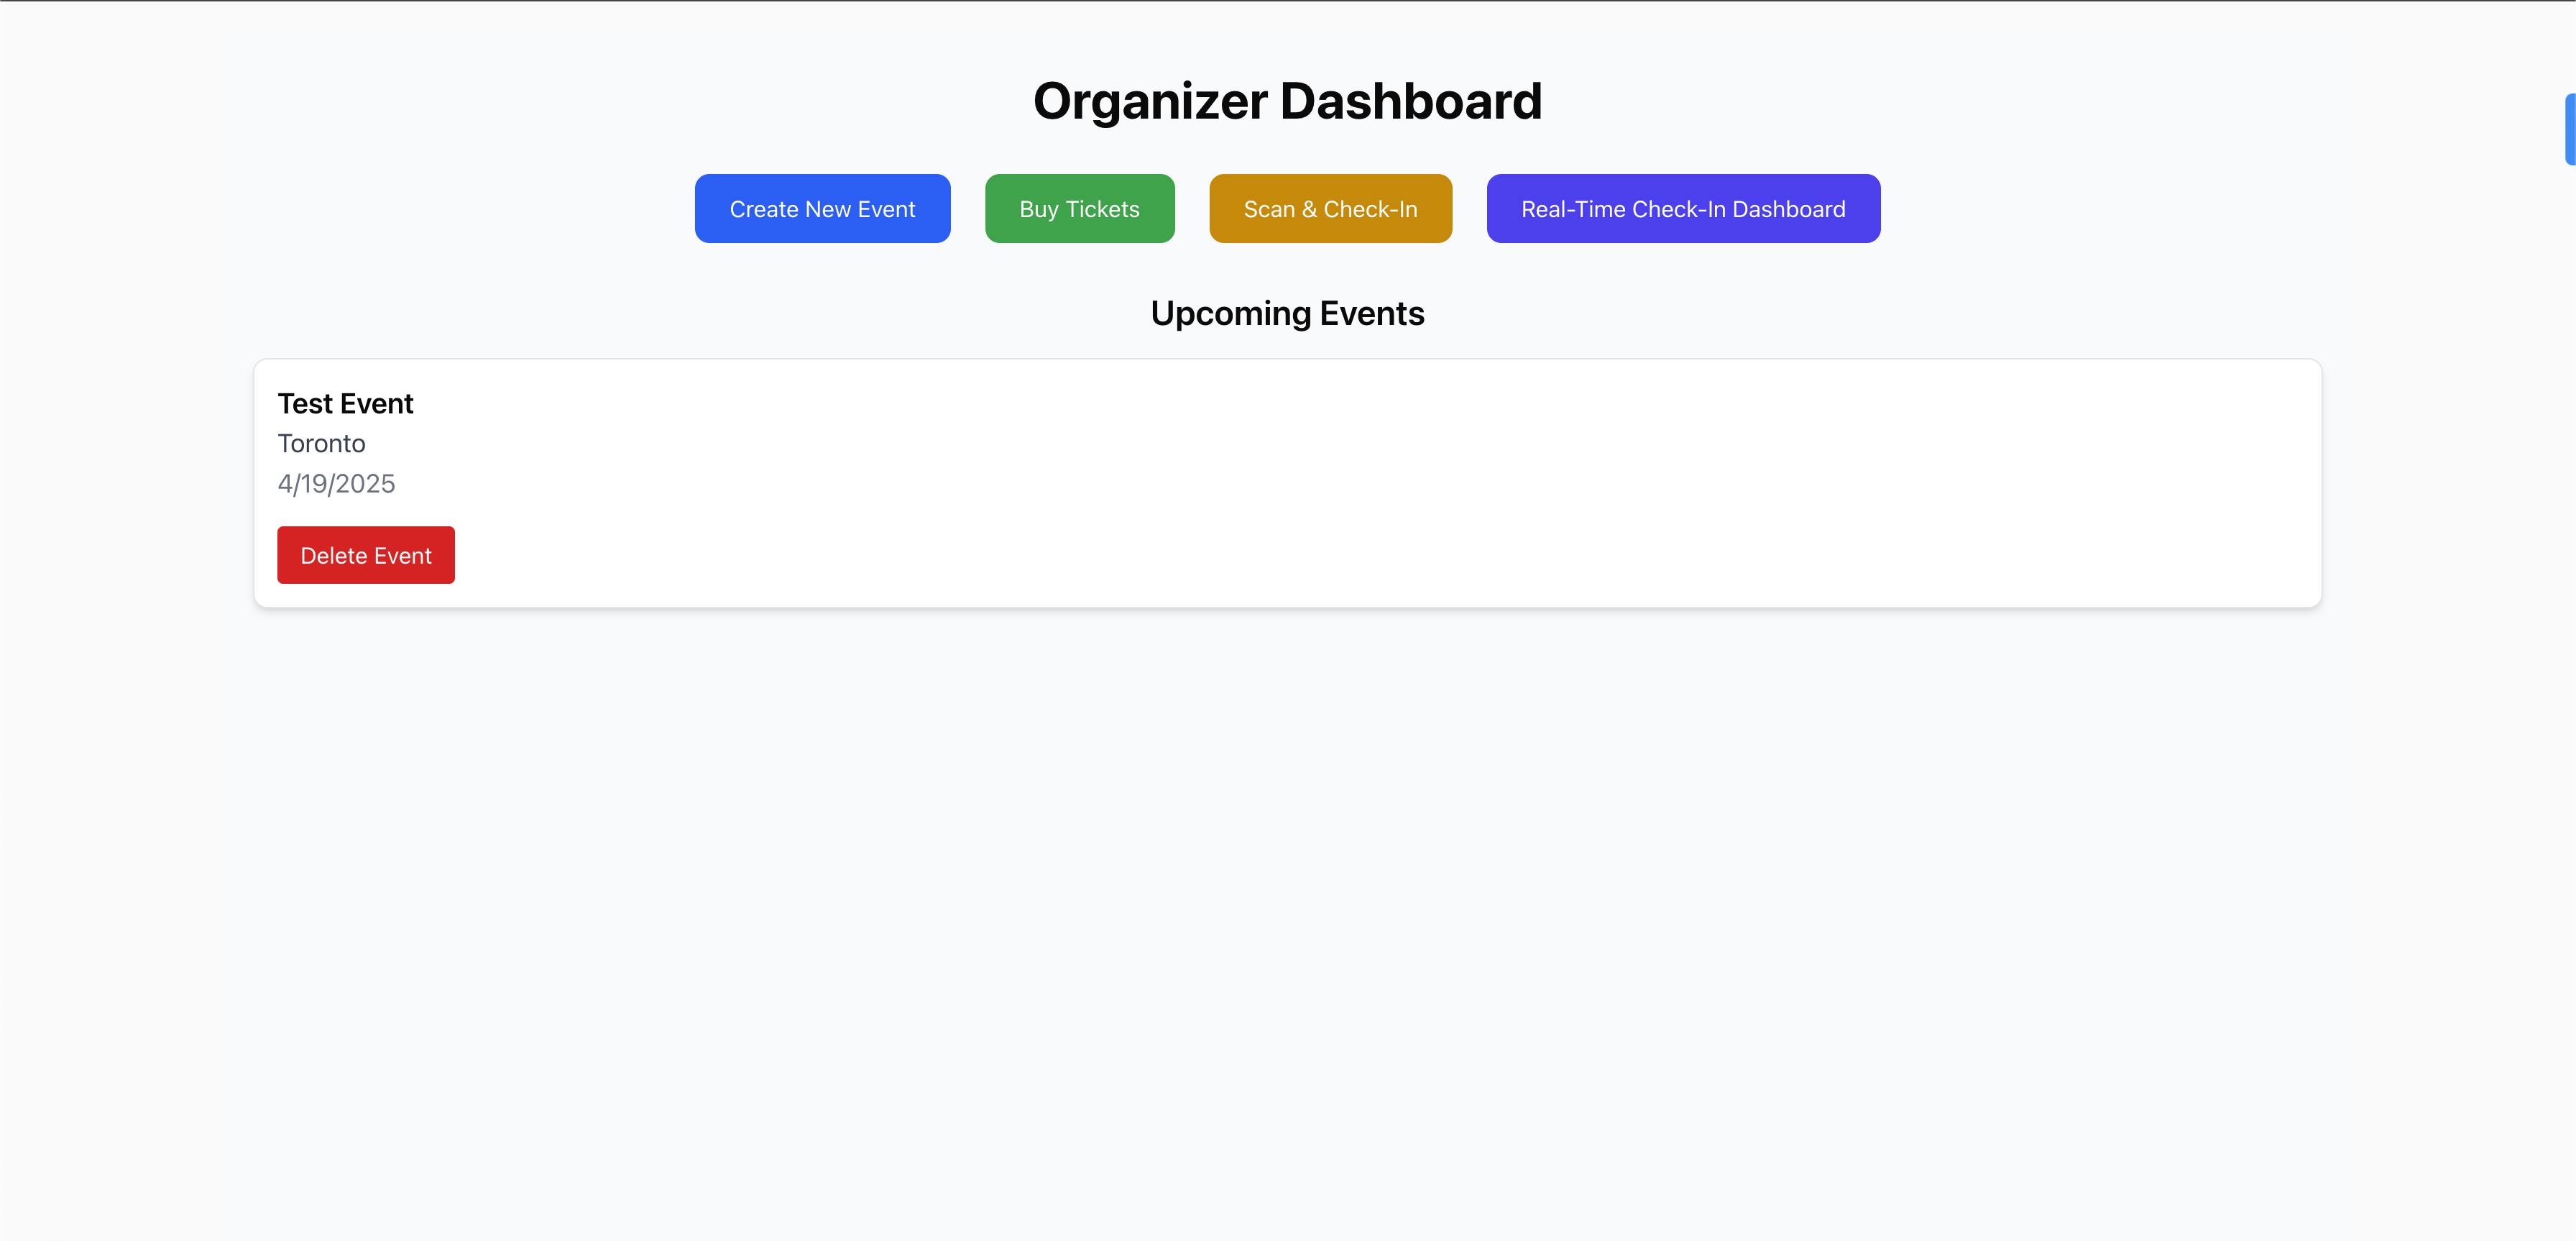 Organizer Dashboard
Create New Event
Buy Tickets
Scan & Check-In
Real-Time Check-In Dashboard
Upcoming Events
Test Event
Toronto
4/19/2025
Delete Event